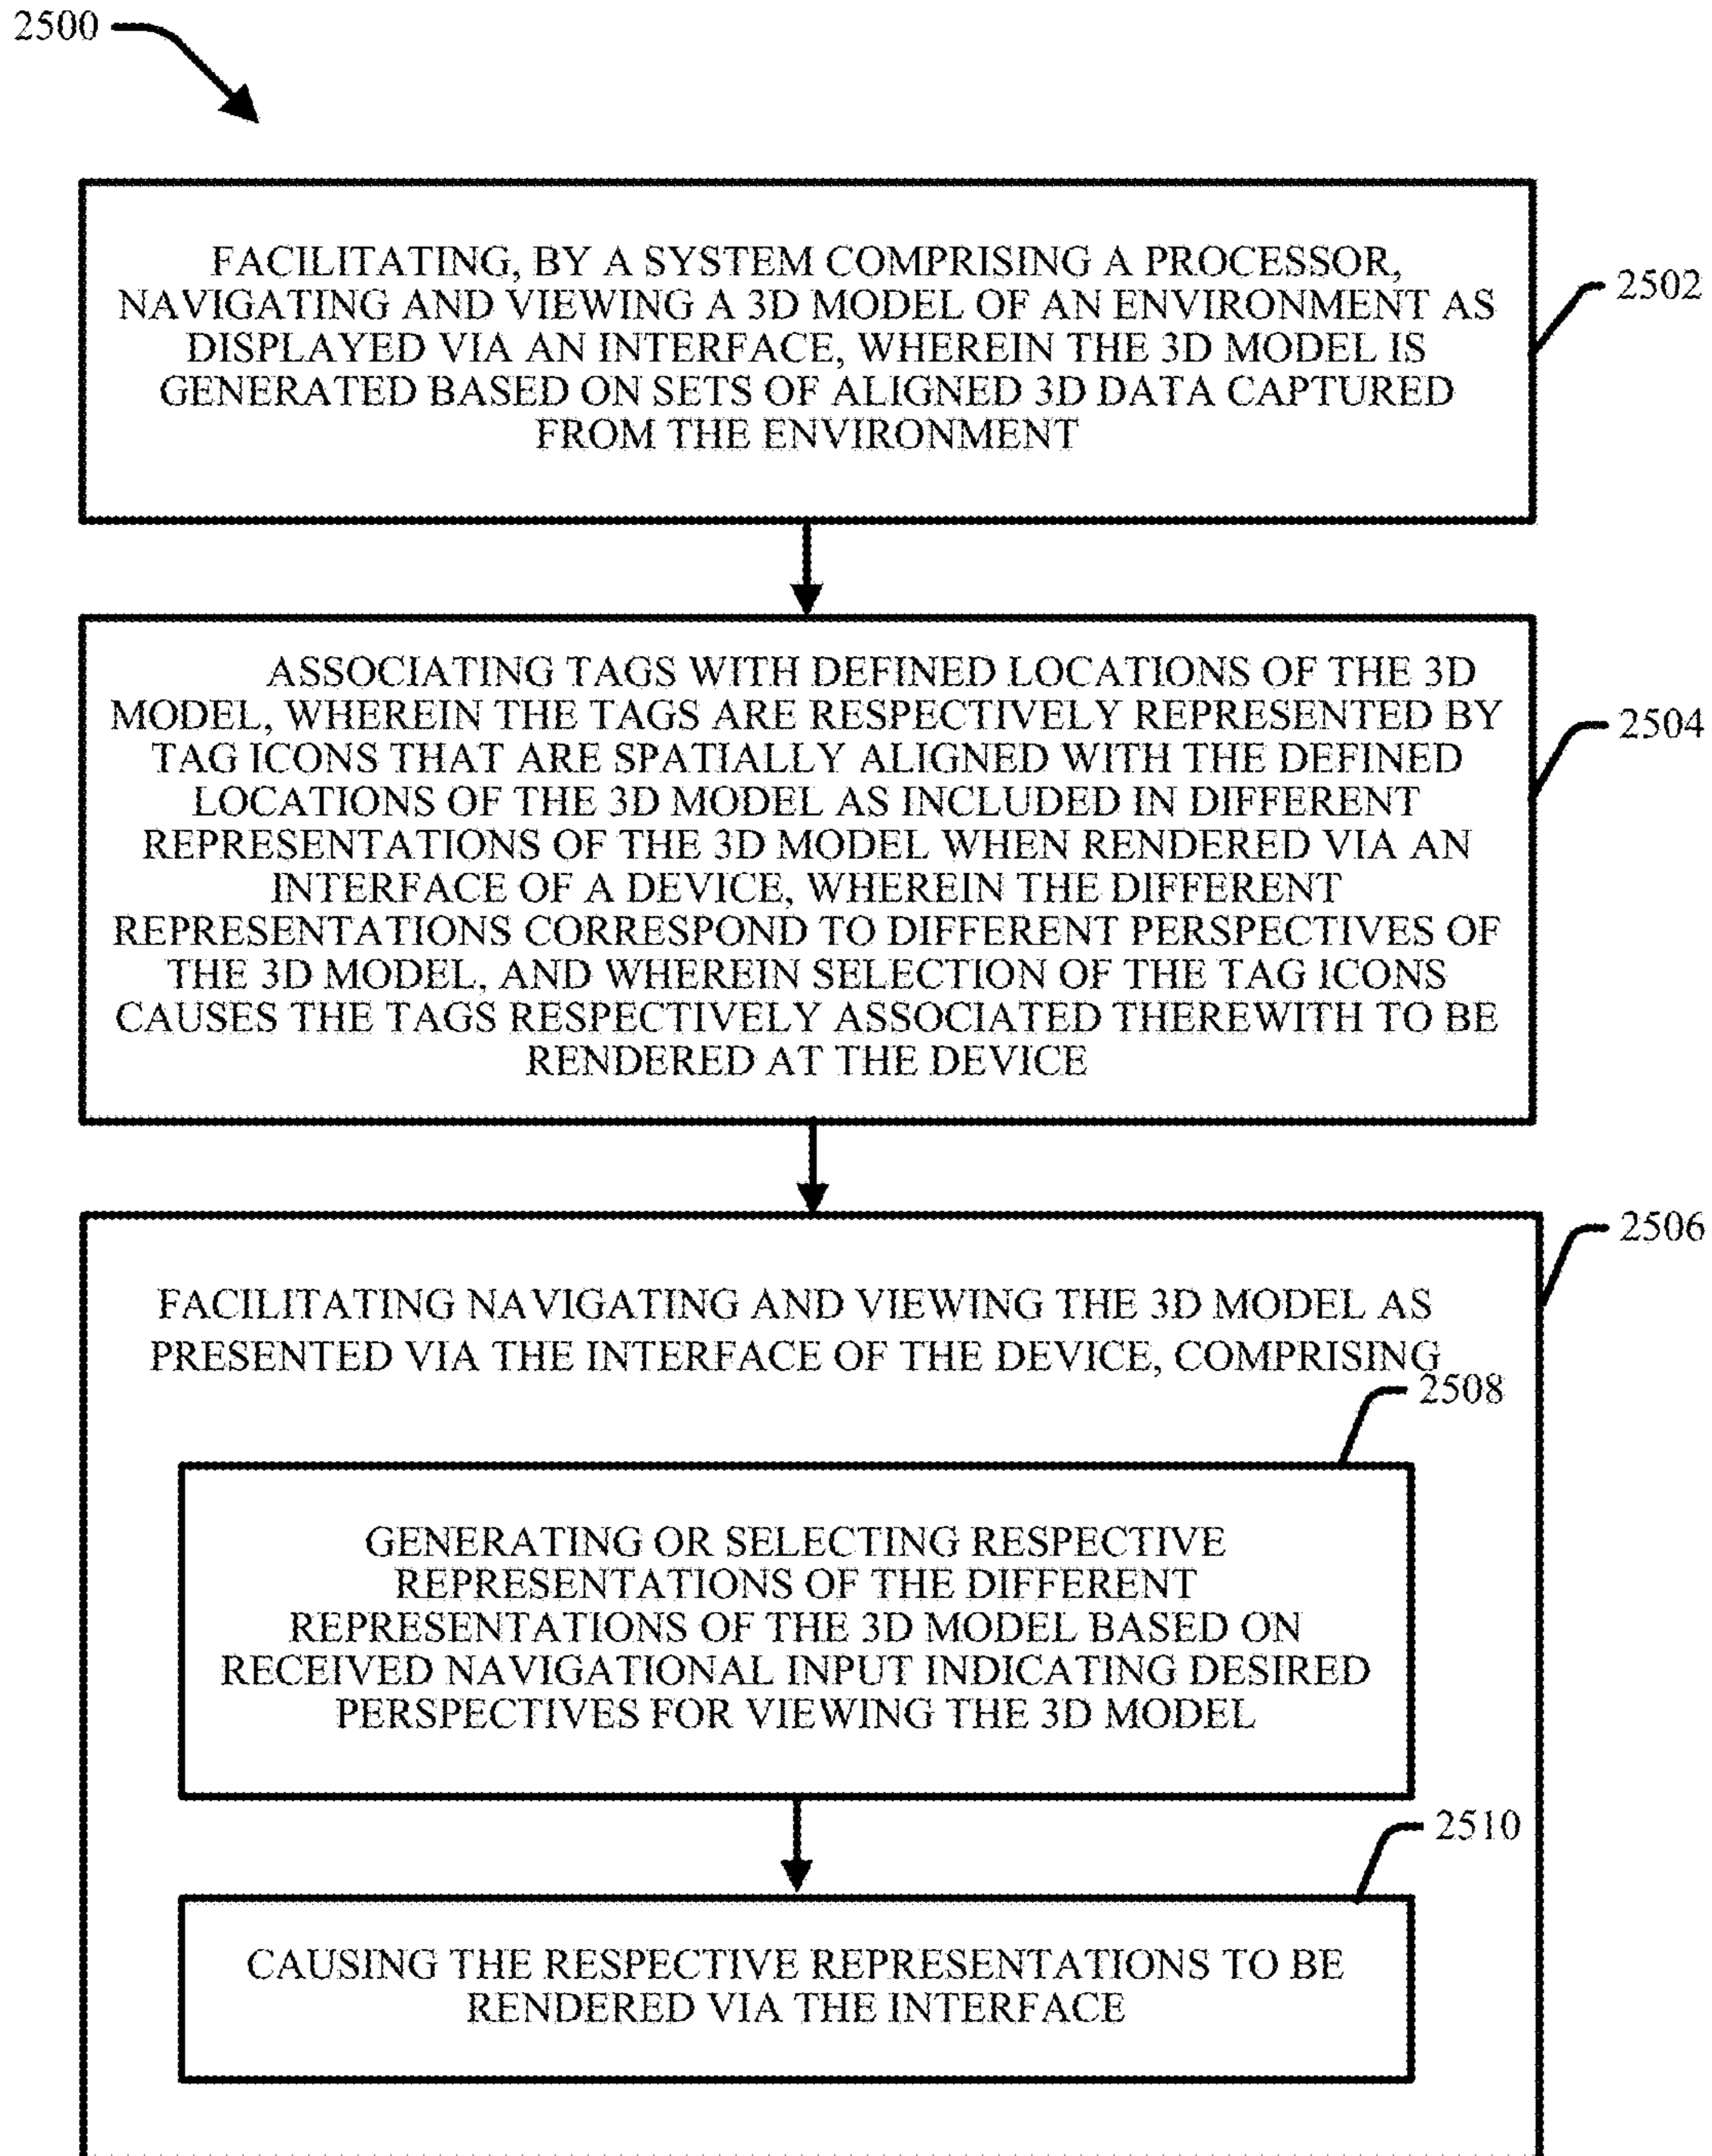 2500
FACILITATING, BY A SYSTEM COMPRISING A PROCESSOR,
NAVIGATING AND VIEWING A 3D MODEL OF AN ENVIRONMENT AS
DISPLAYED VIA AN INTERFACE, WHEREIN THE 3D MODEL IS
GENERATED BASED ON SETS OF ALIGNED 3D DATA CAPTURED
FROM THE ENVIRONMENT
2502
ASSOCIATING TAGS WITH DEFINED LOCATIONS OF THE 3D
MODEL, WHEREIN THE TAGS ARE RESPECTIVELY REPRESENTED BY
TAG ICONS THAT ARE SPATIALLY ALIGNED WITH THE DEFINED
LOCATIONS OF THE 3D MODEL AS INCLUDED IN DIFFERENT
REPRESENTATIONS OF THE 3D MODEL WHEN RENDERED VIA AN
INTERFACE OF A DEVICE, WHEREIN THE DIFFERENT
REPRESENTATIONS CORRESPOND TO DIFFERENT PERSPECTIVES OF
THE 3D MODEL, AND WHEREIN SELECTION OF THE TAG ICONS
CAUSES THE TAGS RESPECTIVELY ASSOCIATED THEREWITH TO BE
RENDERED AT THE DEVICE
2504
FACILITATING NAVIGATING AND VIEWING THE 3D MODEL AS
PRESENTED VIA THE INTERFACE OF THE DEVICE, COMPRISING
2506
2508
GENERATING OR SELECTING RESPECTIVE
REPRESENTATIONS OF THE DIFFERENT
REPRESENTATIONS OF THE 3D MODEL BASED ON
RECEIVED NAVIGATIONAL INPUT INDICATING DESIRED
PERSPECTIVES FOR VIEWING THE 3D MODEL
2510
CAUSING THE RESPECTIVE REPRESENTATIONS TO BE
RENDERED VIA THE INTERFACE